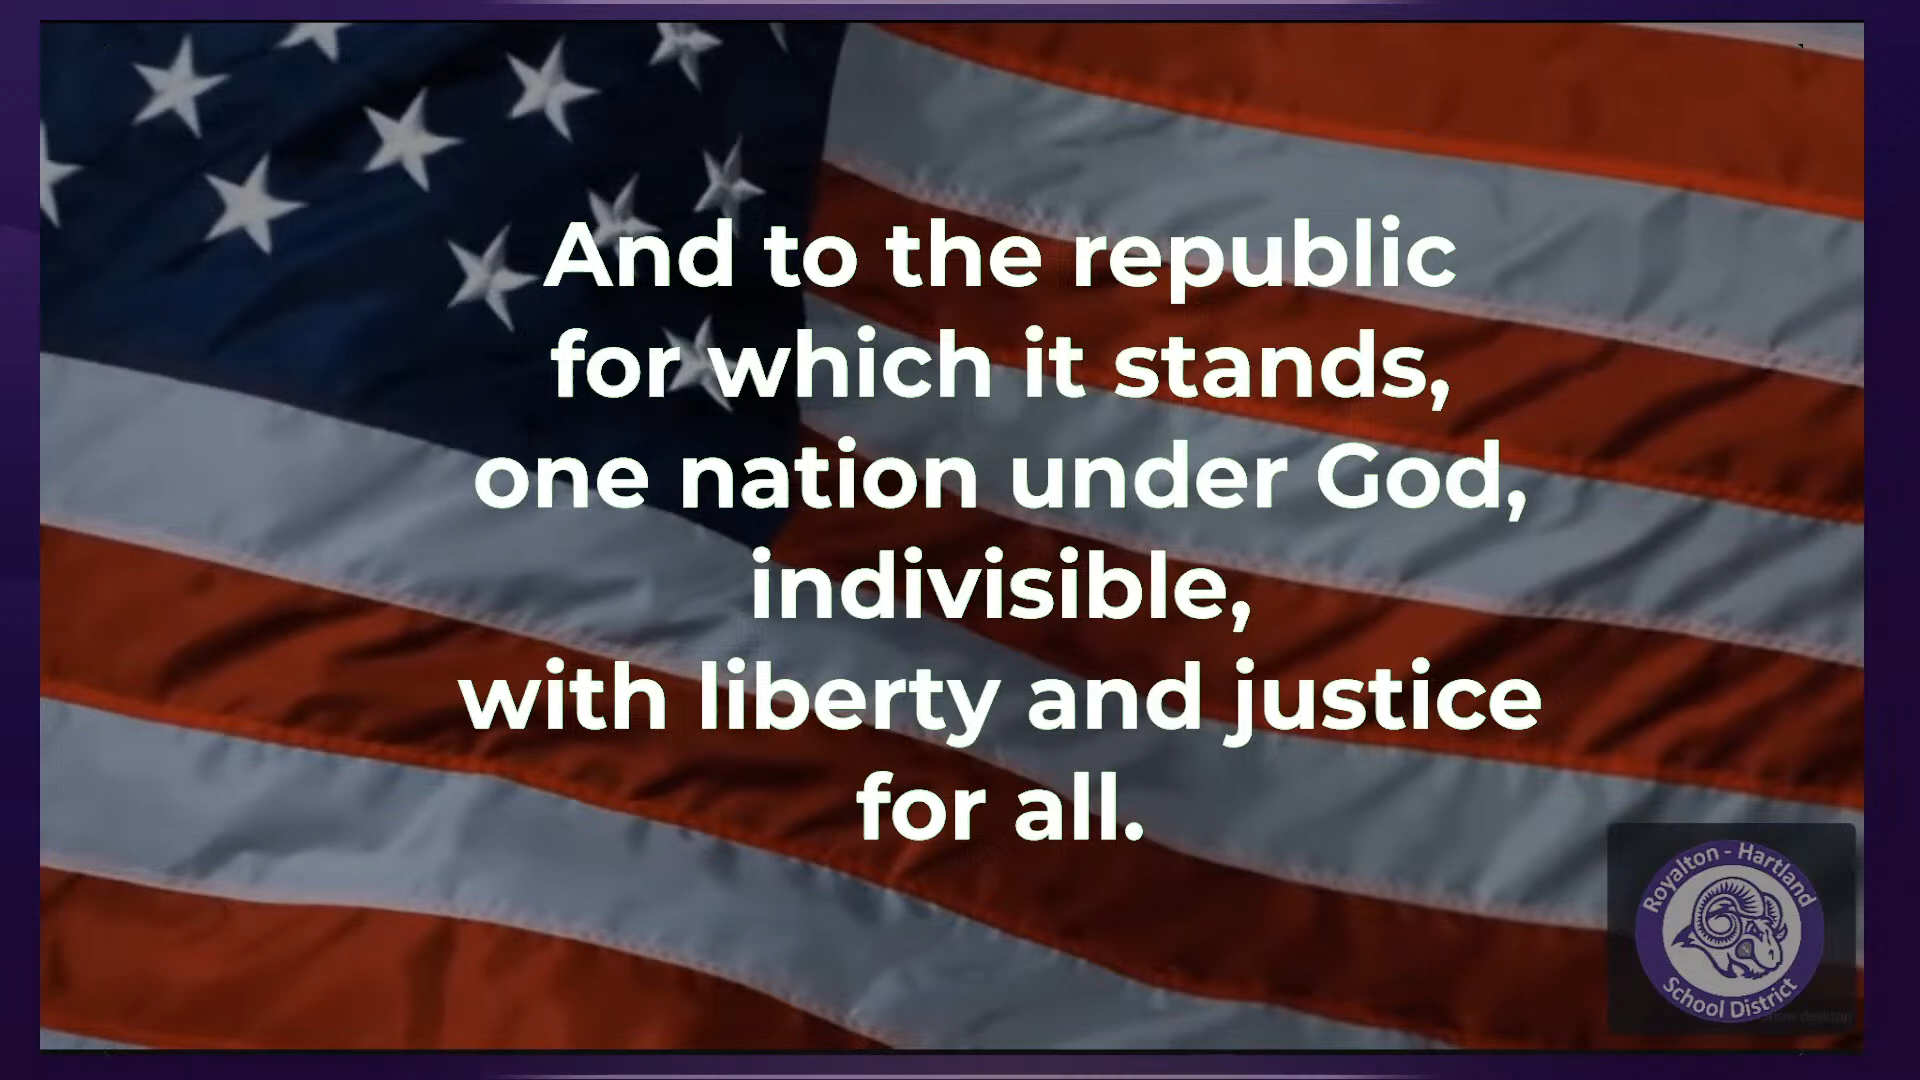 And to the republic
for which it stands,
one nation under God,
indivisible,
with liberty and justice
for all.
Royalton - Hartland
School District